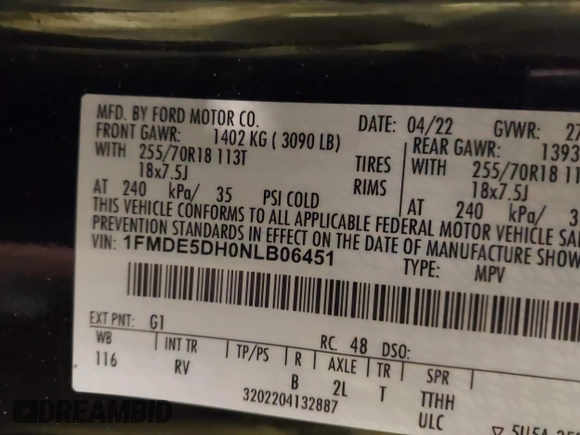 MFD. BY FORD MOTOR CO.
DATE: 04/22 GVWR:
FRONT GAWR: 1402 KG ( 3090 LB) REAR GAWR: 1393
WITH 255/70R18 113T TIRES WITH 255/70R18 11
18x7.5J RIMS 18x7.5J
AT 240 kPa/ 35 PSI COLD AT 240 kPa/
THIS VEHICLE CONFORMS TO ALL APPLICABLE FEDERAL MOTOR VEHICLE
PREVENTION STANDARDS IN EFFECT ON THE DATE OF MANUFACTURE
VIN: 1FMDE5DH0NLB06451
TYPE: MPV
EXT PNT: G1 RC: 48 DSO:
WB INT TR TP/PS R AXLE TR SPR
116 RV B 2L T TTHH
3202204132887 ULC
DREAMBID